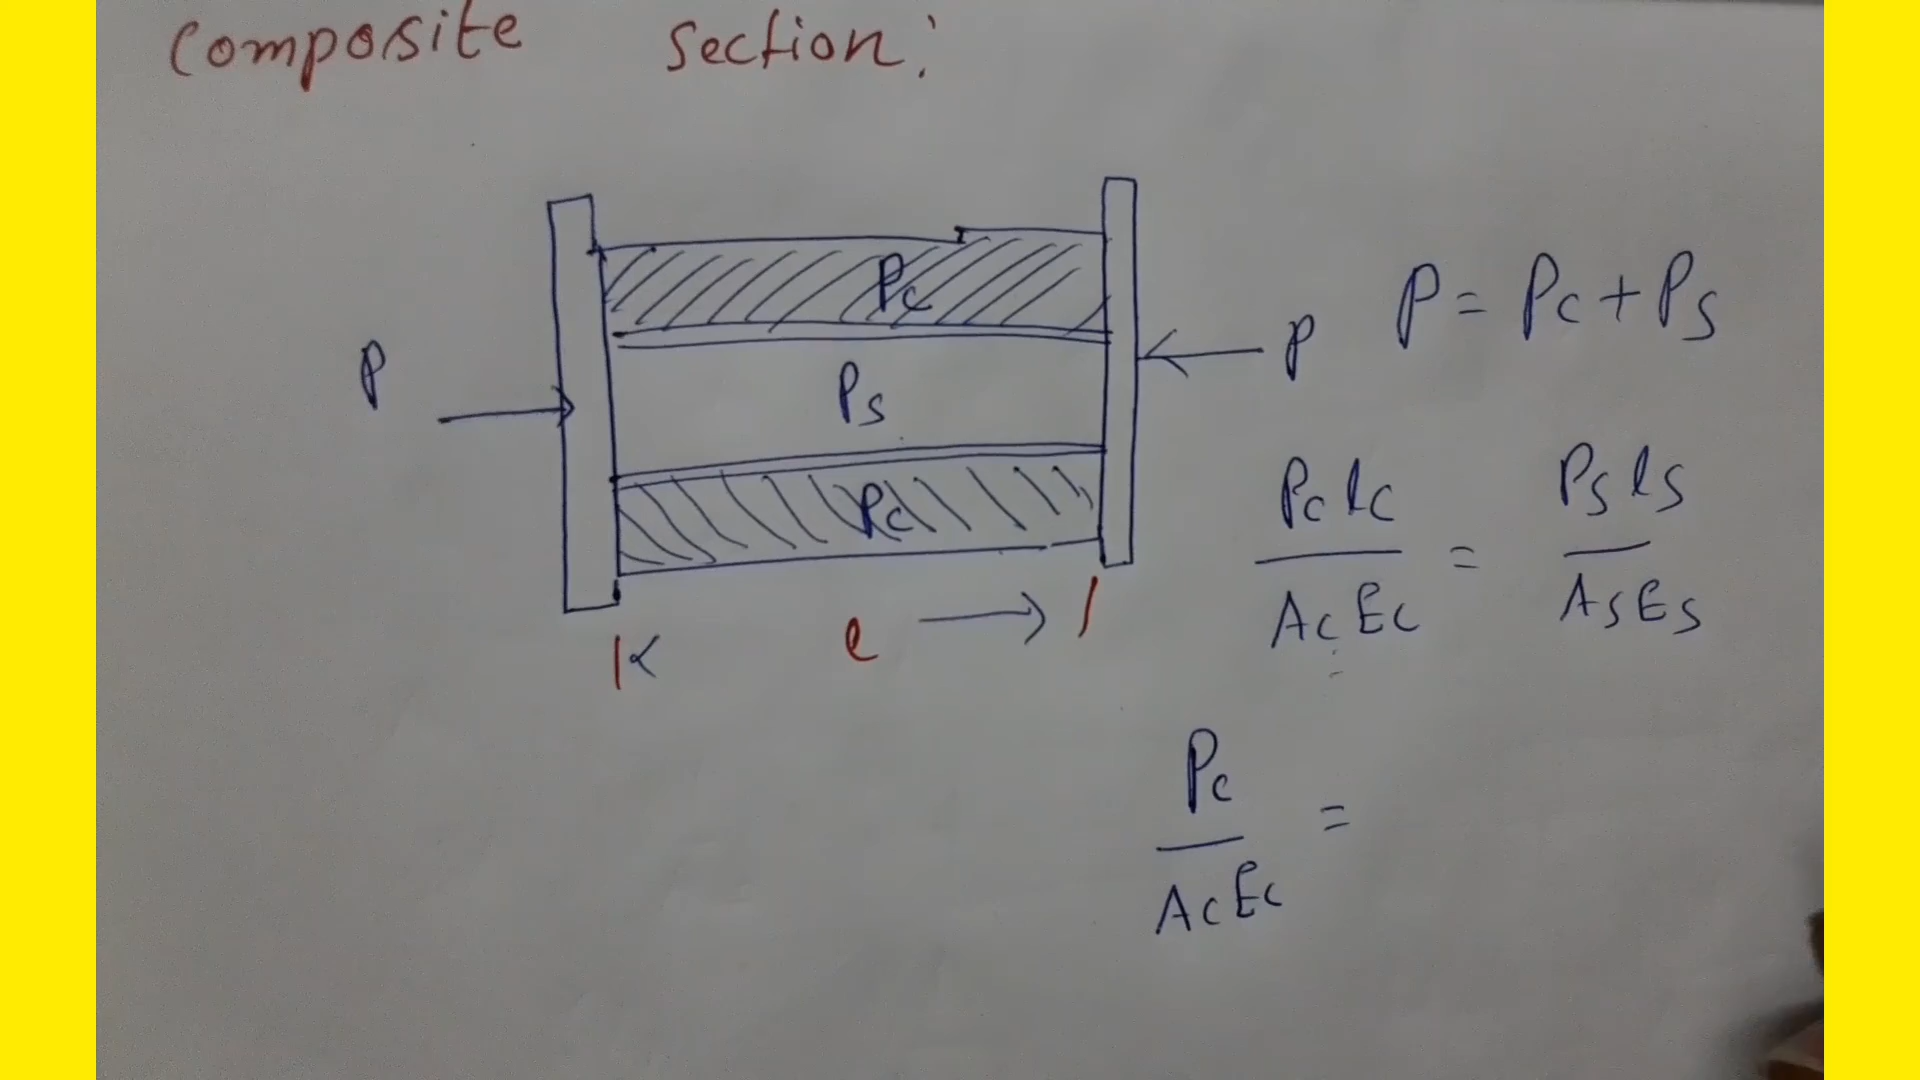 Composite Section:
Pc
P = Pc + Ps
P
P
Ps
Pc lc / Ac Ec = Ps ls / As Es
Pc
l
Pc / Ac Ec =